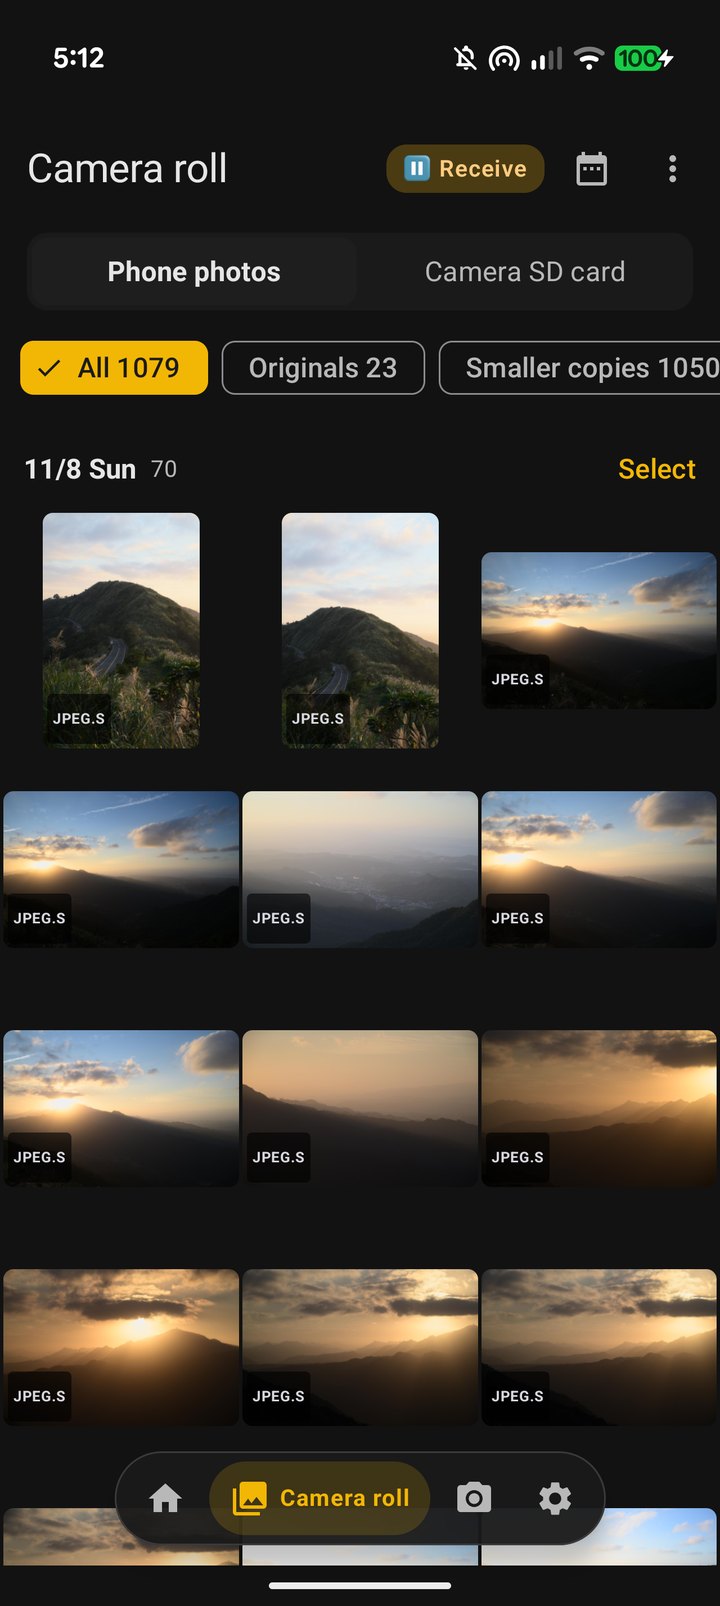 5:12
100
Camera roll
Receive
Phone photos
Camera SD card
All 1079
Originals 23
Smaller copies 1050
11/8 Sun 70
Select
JPEG.S
JPEG.S
JPEG.S
JPEG.S
JPEG.S
JPEG.S
JPEG.S
JPEG.S
JPEG.S
JPEG.S
JPEG.S
JPEG.S
Camera roll